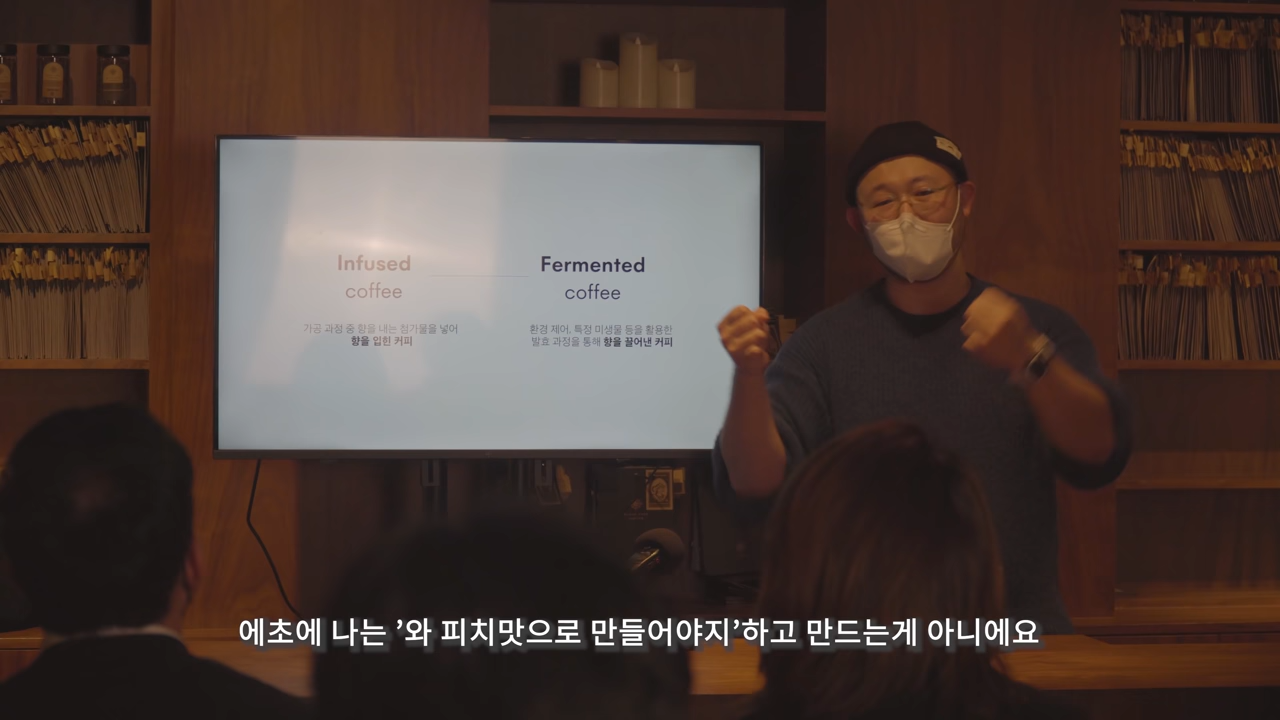 Infused
coffee
가공 과정 중 향을 내는 첨가물을 넣어
향을 입힌 커피
Fermented
coffee
환경 제어, 특정 미생물 등을 활용한
발효 과정을 통해 향을 끌어낸 커피
에초에 나는 ’와 피치맛으로 만들어야지’하고 만드는게 아니에요